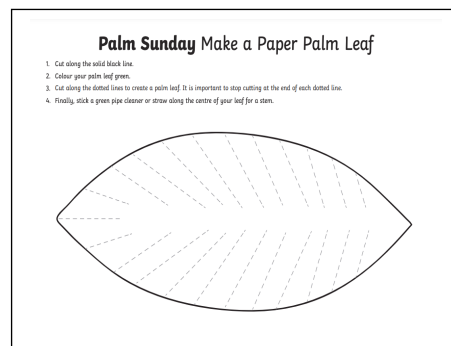 Palm Sunday Make a Paper Palm Leaf
1. Cut along the solid black line.
2. Colour your palm leaf green.
3. Cut along the dotted lines to create a palm leaf. It is important to stop cutting at the end of each dotted line.
4. Finally, stick a green pipe cleaner or straw along the centre of your leaf for a stem.